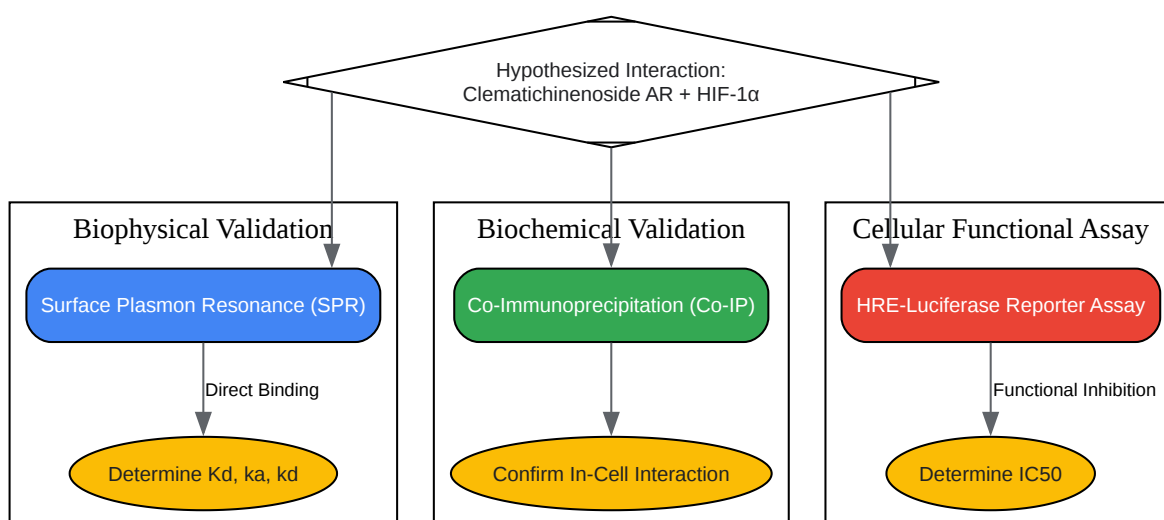 Hypothesized Interaction:
Clematichinenoside AR + HIF-1α
Biophysical Validation
Surface Plasmon Resonance (SPR)
Direct Binding
Determine Kd, ka, kd
Biochemical Validation
Co-Immunoprecipitation (Co-IP)
Confirm In-Cell Interaction
Cellular Functional Assay
HRE-Luciferase Reporter Assay
Functional Inhibition
Determine IC50